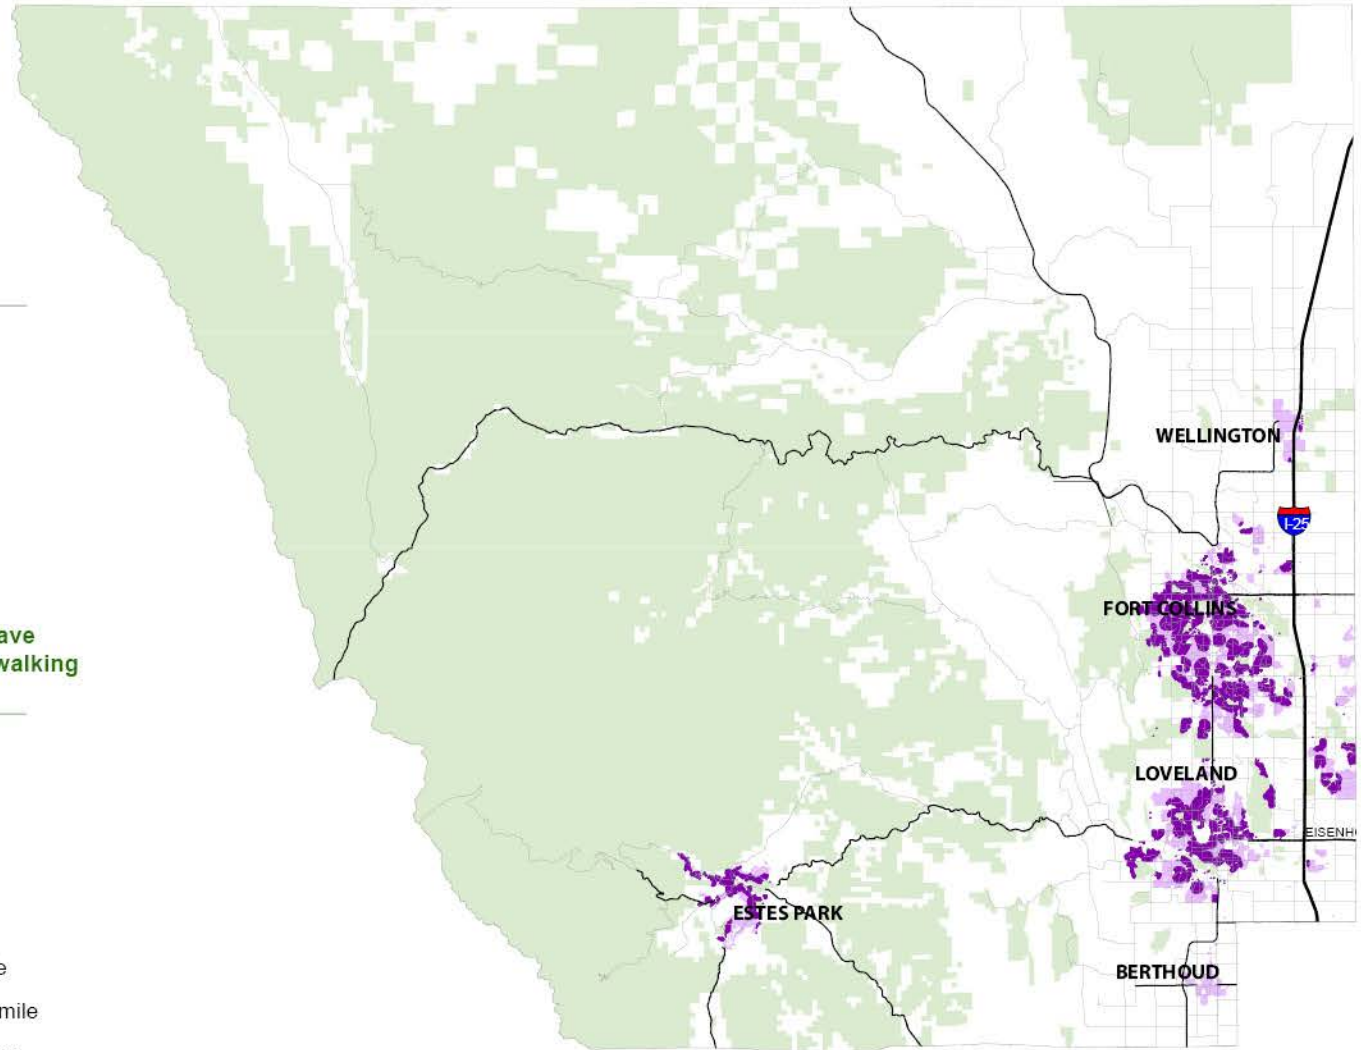 WELLINGTON
I-25
FORT COLLINS
ave
walking
LOVELAND
EISENH
ESTES PARK
e
BERTHOUD
mile